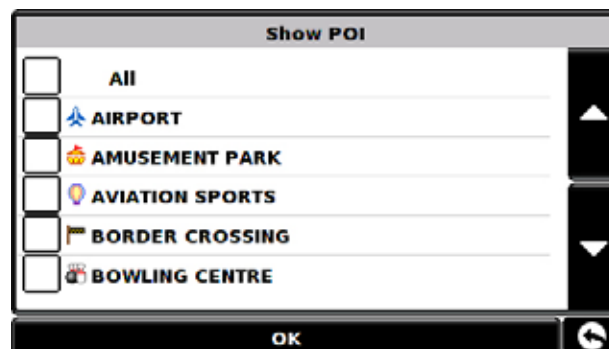 Show POI
All
AIRPORT
AMUSEMENT PARK
AVIATION SPORTS
BORDER CROSSING
BOWLING CENTRE
OK